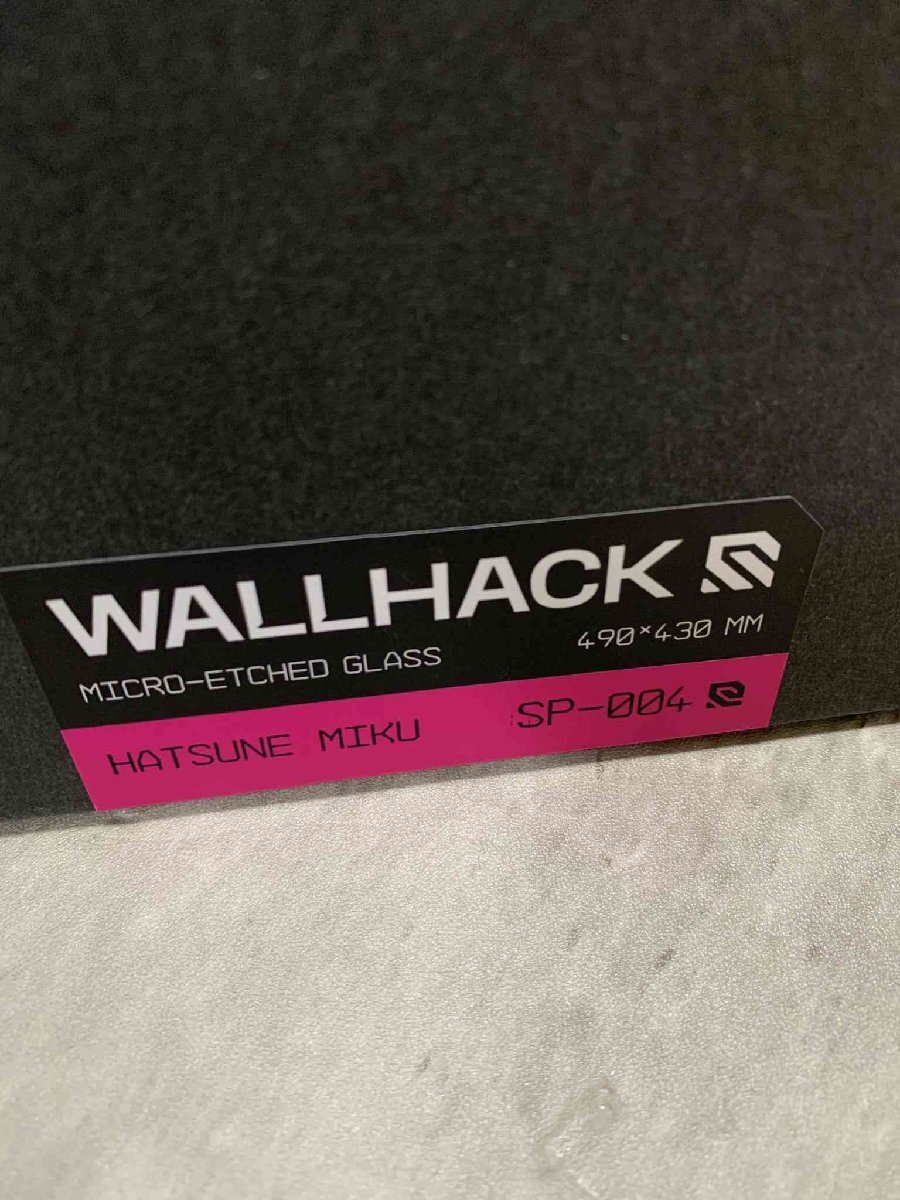 WALLHACK
490×430 MM
MICRO-ETCHED GLASS
HATSUNE MIKU SP-004